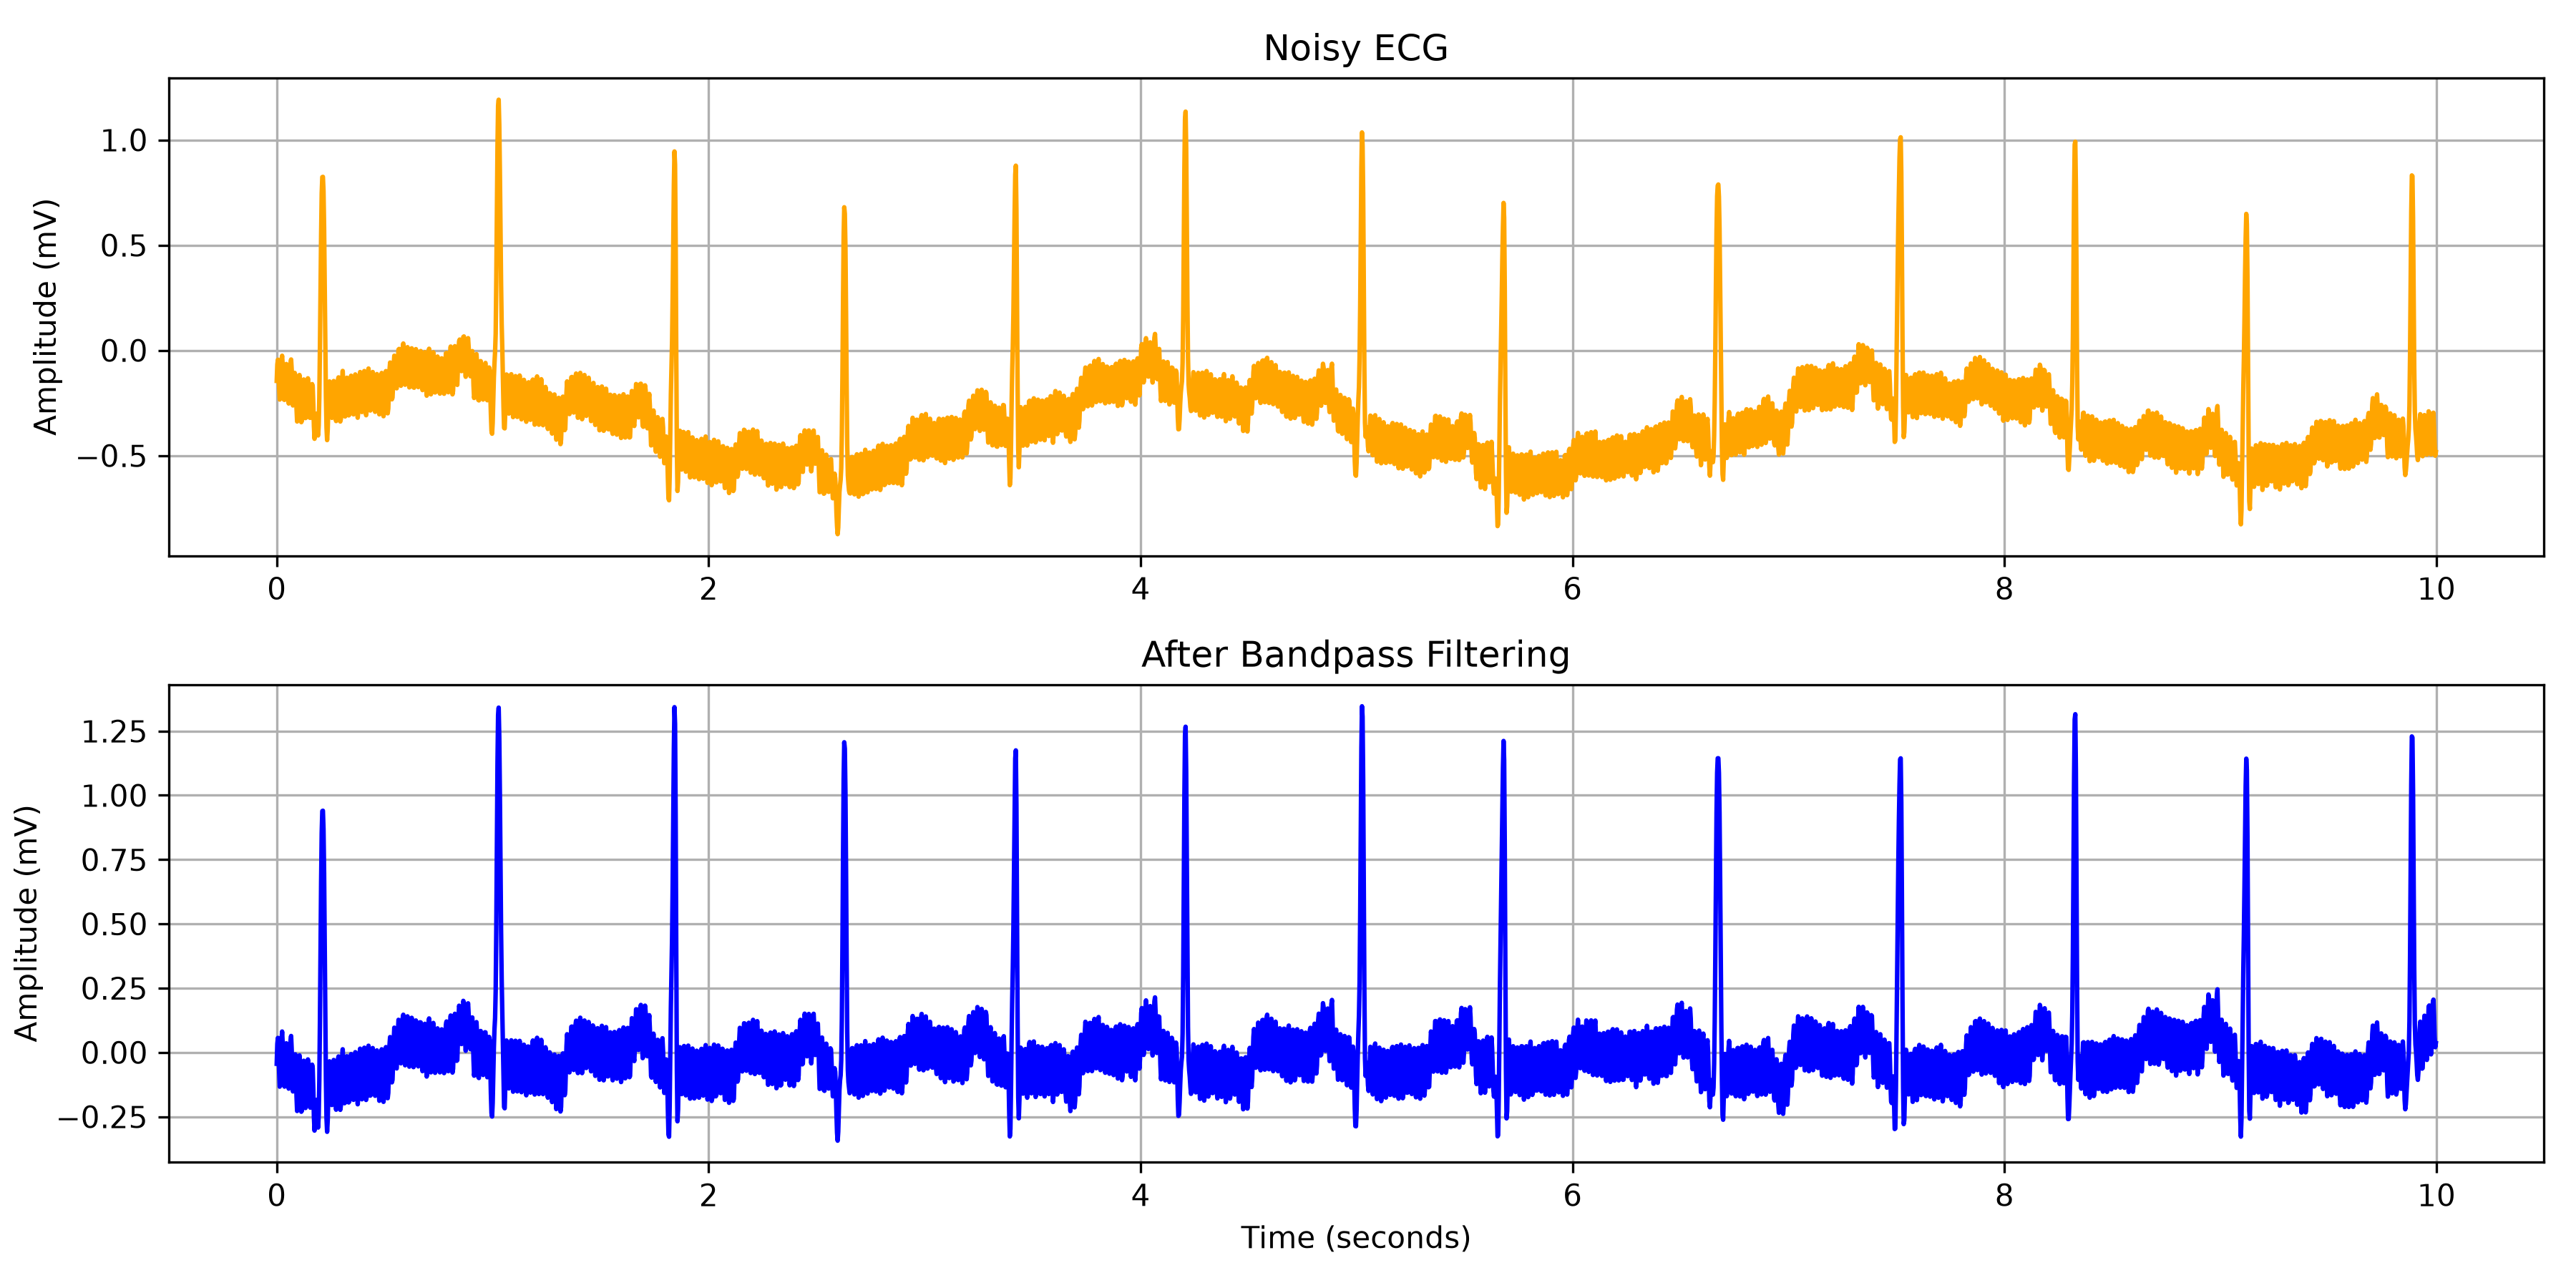 Noisy ECG
Amplitude (mV)
1.0
0.5
0.0
−0.5
0 2 4 6 8 10
After Bandpass Filtering
Amplitude (mV)
1.25
1.00
0.75
0.50
0.25
0.00
−0.25
0 2 4 6 8 10
Time (seconds)